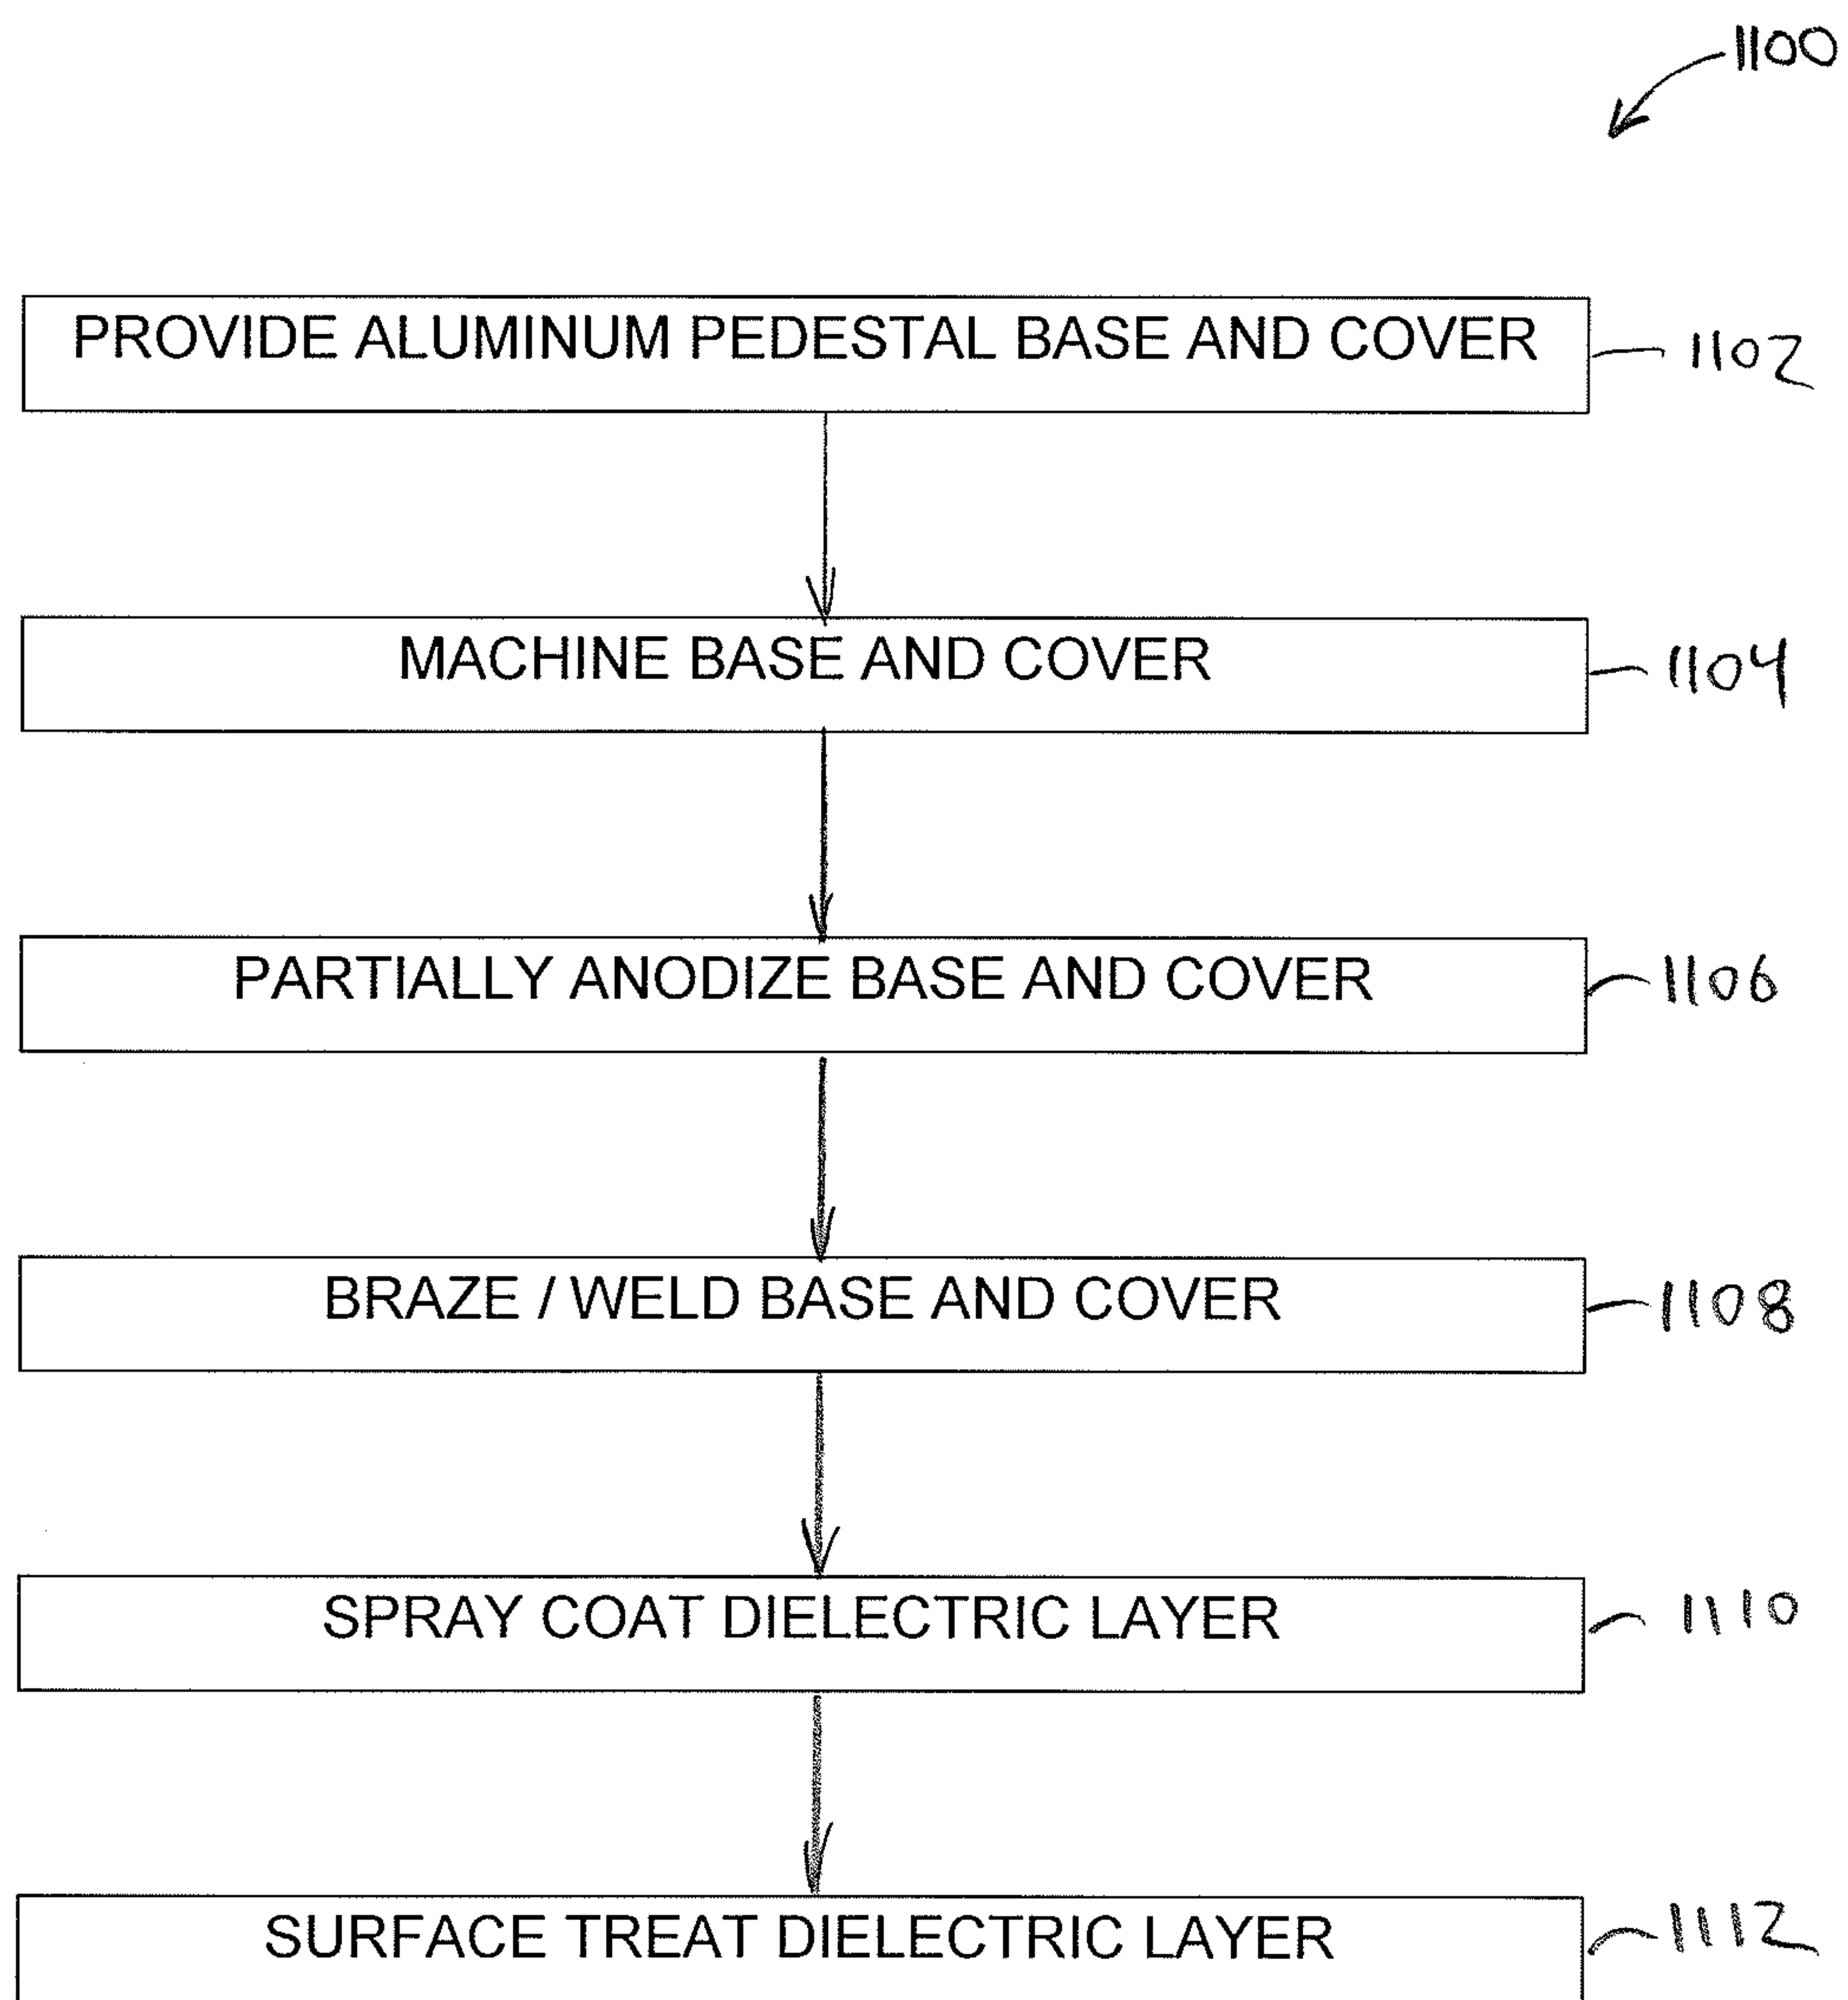 1100
PROVIDE ALUMINUM PEDESTAL BASE AND COVER 1102
MACHINE BASE AND COVER 1104
PARTIALLY ANODIZE BASE AND COVER 1106
BRAZE / WELD BASE AND COVER 1108
SPRAY COAT DIELECTRIC LAYER 1110
SURFACE TREAT DIELECTRIC LAYER 1112